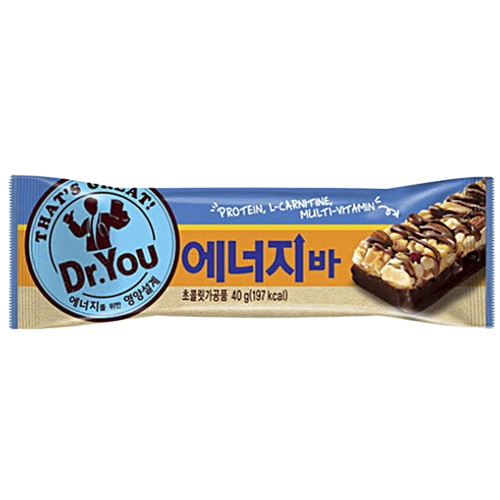 THAT'S GREAT!
Dr.You
에너지를 위한 영양설계
PROTEIN, L-CARNITINE,
MULTI-VITAMIN
에너지바
초콜릿가공품 40 g(197 kcal)